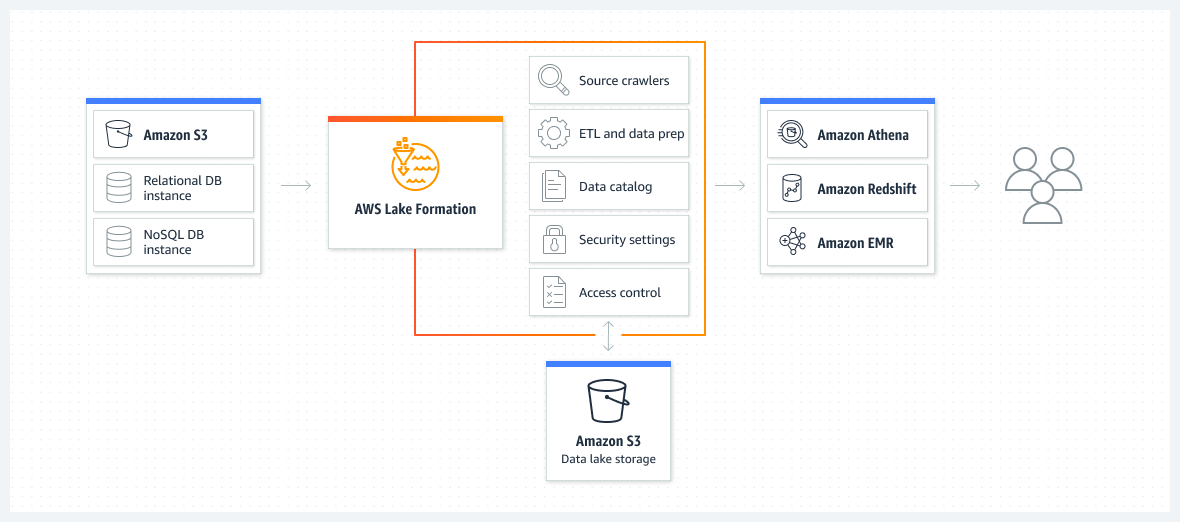 Amazon S3
Relational DB
instance
NoSQL DB
instance
AWS Lake Formation
Source crawlers
ETL and data prep
Data catalog
Security settings
Access control
Amazon S3
Data lake storage
Amazon Athena
Amazon Redshift
Amazon EMR